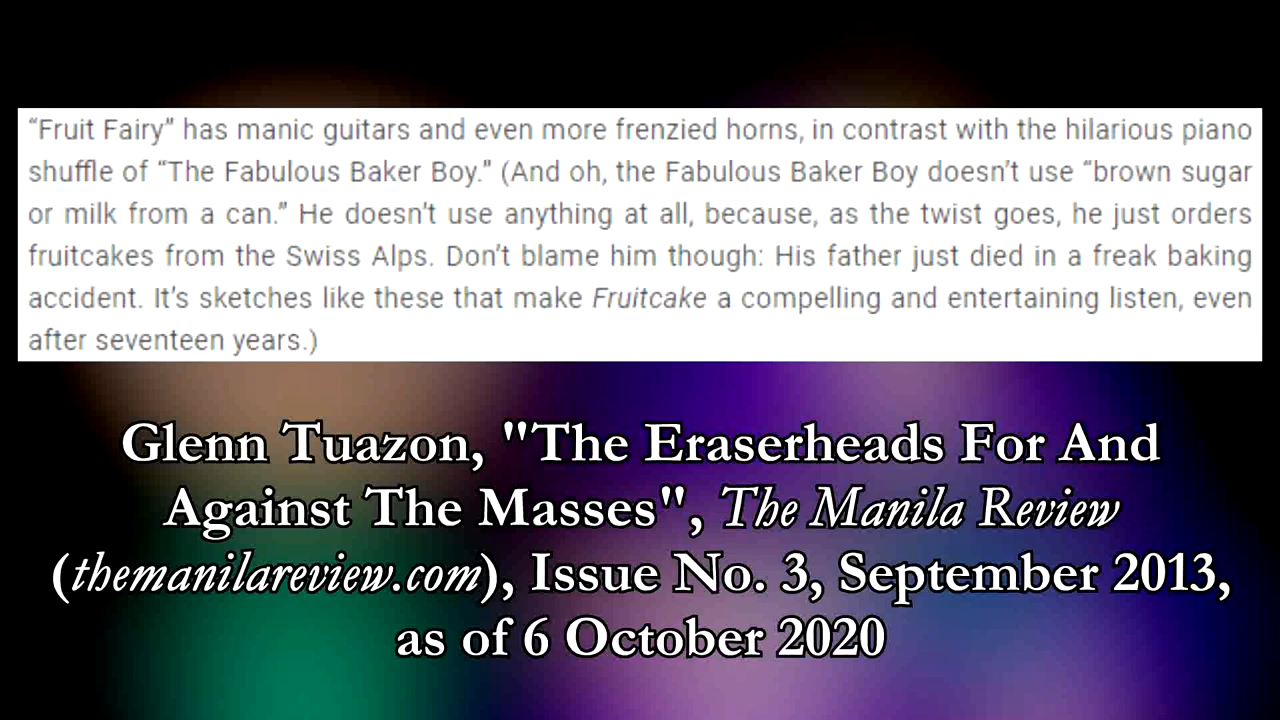 “Fruit Fairy” has manic guitars and even more frenzied horns, in contrast with the hilarious piano
shuffle of “The Fabulous Baker Boy.” (And oh, the Fabulous Baker Boy doesn’t use “brown sugar
or milk from a can.” He doesn’t use anything at all, because, as the twist goes, he just orders
fruitcakes from the Swiss Alps. Don’t blame him though: His father just died in a freak baking
accident. It’s sketches like these that make Fruitcake a compelling and entertaining listen, even
after seventeen years.)
Glenn Tuazon, "The Eraserheads For And
Against The Masses", The Manila Review
(themanilareview.com), Issue No. 3, September 2013,
as of 6 October 2020